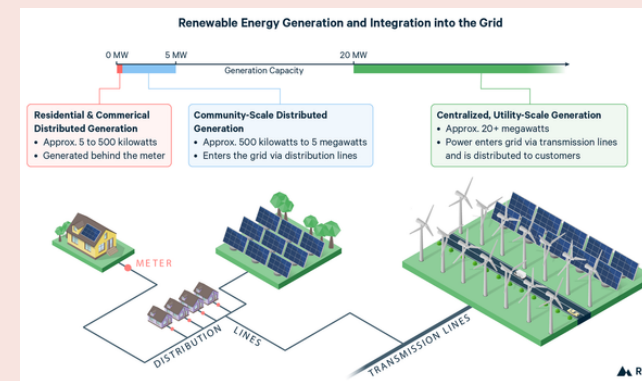 Renewable Energy Generation and Integration into the Grid
0 MW
5 MW
20 MW
Generation Capacity
Residential & Commerical
Distributed Generation
• Approx. 5 to 500 kilowatts
• Generated behind the meter
Community-Scale Distributed
Generation
• Approx. 500 kilowatts to 5 megawatts
• Enters the grid via distribution lines
Centralized, Utility-Scale Generation
• Approx. 20+ megawatts
• Power enters grid via transmission lines
and is distributed to customers
METER
DISTRIBUTION LINES
TRANSMISSION LINES